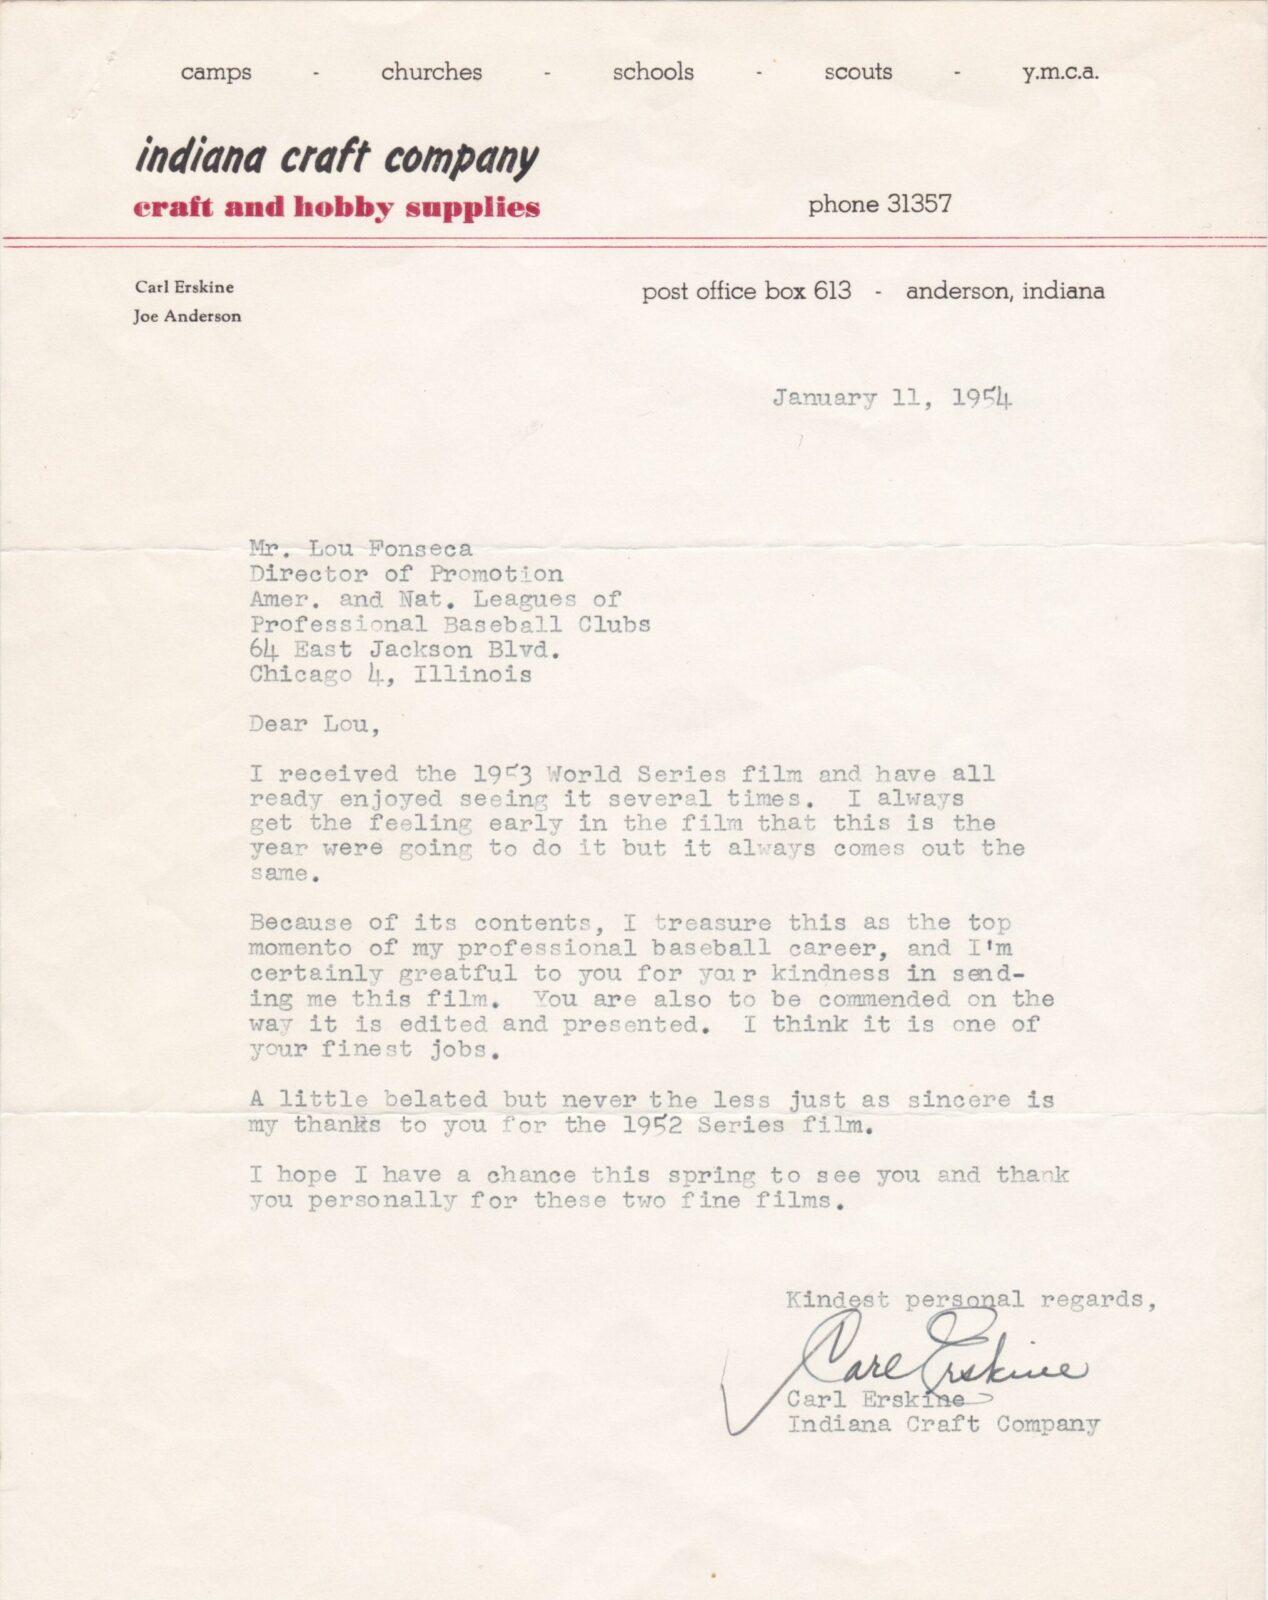 camps - churches - schools - scouts - y.m.c.a.
indiana craft company
craft and hobby supplies
phone 31357
Carl Erskine
post office box 613 - anderson, indiana
Joe Anderson
January 11, 1954
Mr. Lou Fonseca
Director of Promotion
Amer. and Nat. Leagues of
Professional Baseball Clubs
64 East Jackson Blvd.
Chicago 4, Illinois
Dear Lou,
I received the 1953 World Series film and have all
ready enjoyed seeing it several times.  I always
get the feeling early in the film that this is the
year were going to do it but it always comes out the
same.
Because of its contents, I treasure this as the top
momento of my professional baseball career, and I'm
certainly greatful to you for your kindness in send-
ing me this film.  You are also to be commended on the
way it is edited and presented.  I think it is one of
your finest jobs.
A little belated but never the less just as sincere is
my thanks to you for the 1952 Series film.
I hope I have a chance this spring to see you and thank
you personally for these two fine films.
Kindest personal regards,
Carl Erskine
Carl Erskine
Indiana Craft Company